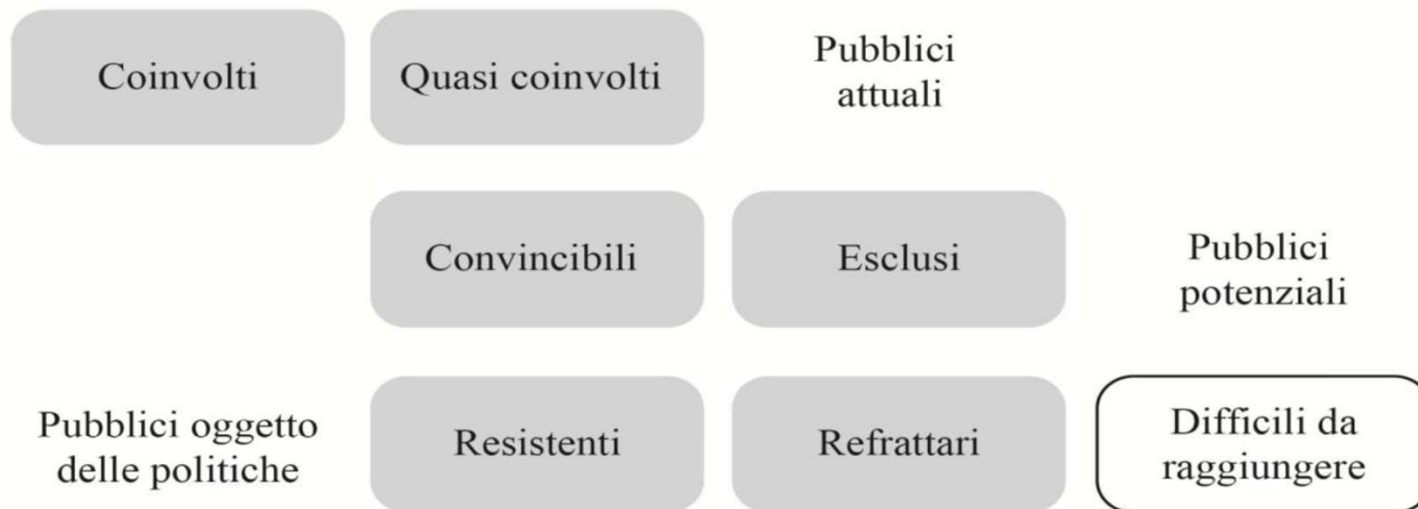 Coinvolti
Quasi coinvolti
Pubblici
attuali
Convincibili
Esclusi
Pubblici
potenziali
Pubblici oggetto
delle politiche
Resistenti
Refrattari
Difficili da
raggiungere